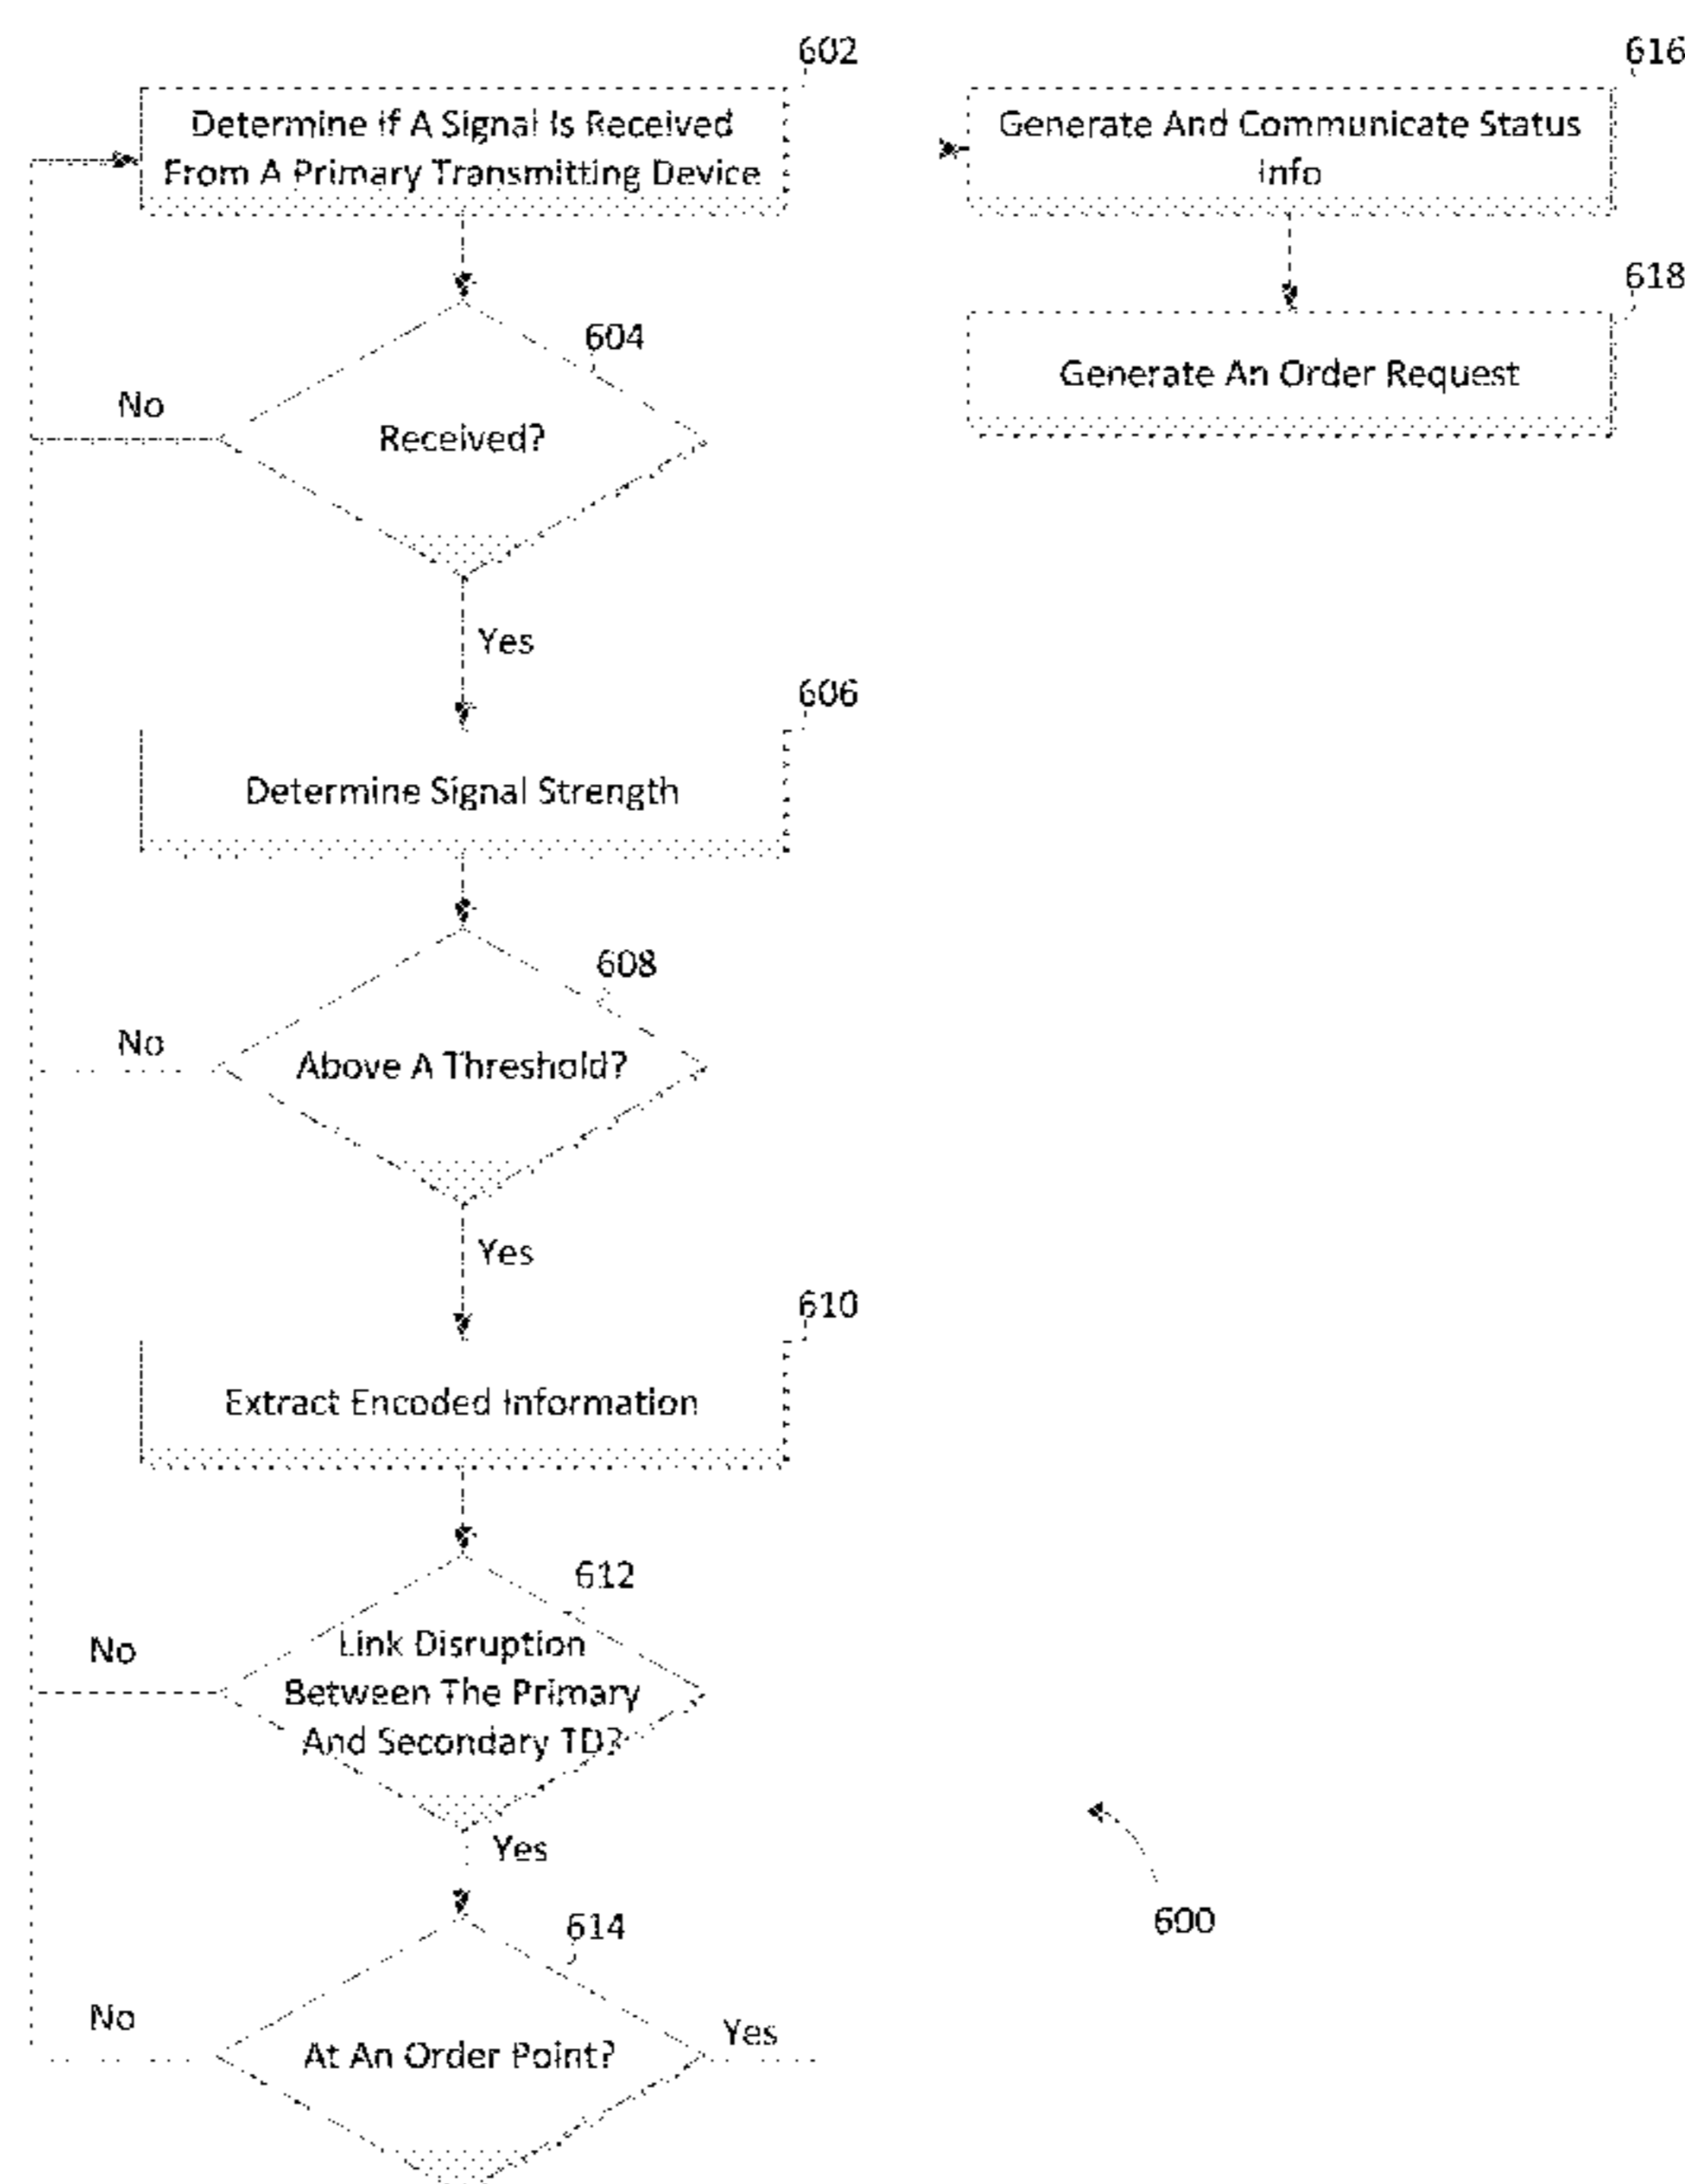 602
Determine If A Signal Is Received
From A Primary Transmitting Device
604
No
Received?
Yes
606
Determine Signal Strength
608
No
Above A Threshold?
Yes
610
Extract Encoded Information
612
No
Link Disruption
Between The Primary
And Secondary TD?
Yes
614
No
At An Order Point?
Yes
616
Generate And Communicate Status
Info
618
Generate An Order Request
600